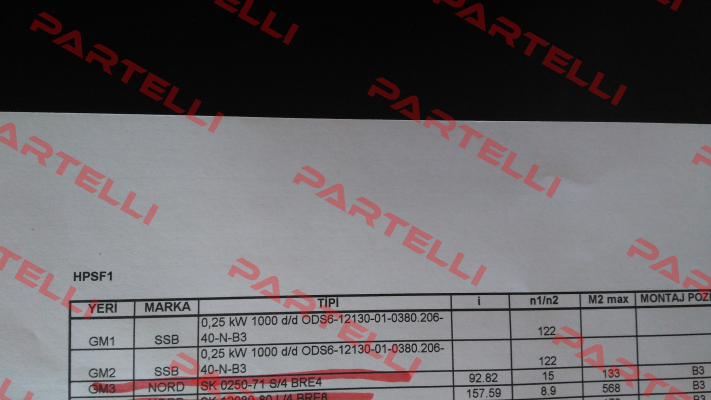 PARTELLI
PARTELLI
PARTELLI
PARTELLI
PARTELLI
PARTELLI
PARTELLI
HPSF1
YERİ MARKA TİPİ i n1/n2 M2 max MONTAJ POZ
GM1 SSB 0,25 kW 1000 d/d ODS6-12130-01-0380.206-
40-N-B3 122
GM2 SSB 0,25 kW 1000 d/d ODS6-12130-01-0380.206-
40-N-B3 122
GM3 NORD SK 0250-71 S/4 BRE4 92.82 15 133 B3
157.59 8,9 568 B3